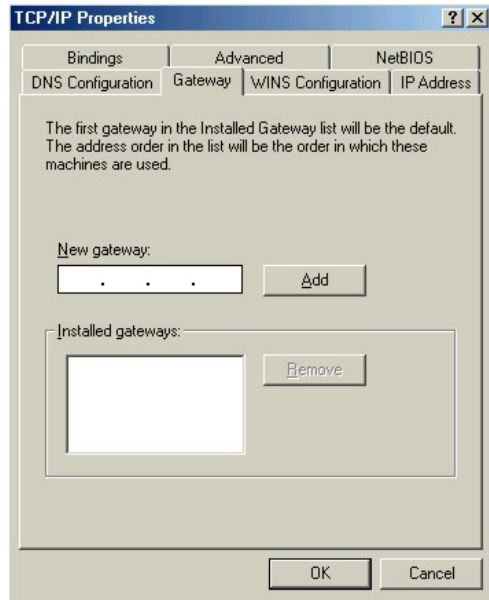 TCP/IP Properties
Bindings
Advanced
NetBIOS
DNS Configuration
Gateway
WINS Configuration
IP Address
The first gateway in the Installed Gateway list will be the default.
The address order in the list will be the order in which these
machines are used.
New gateway:
. . .
Add
Installed gateways:
Remove
OK
Cancel